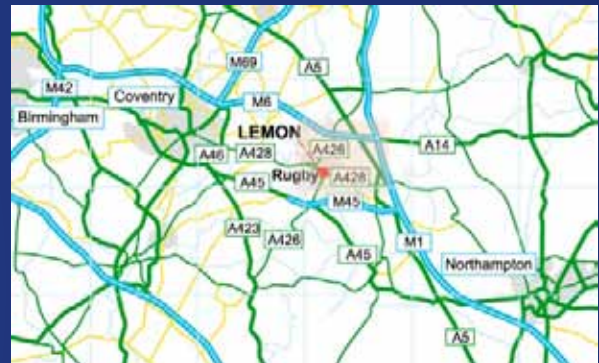 M69
A5
M42
Coventry
M6
Birmingham
LEMON
A426
A14
A46
A428
Rugby
A428
A45
M45
A423
A426
A45
M1
Northampton
A5